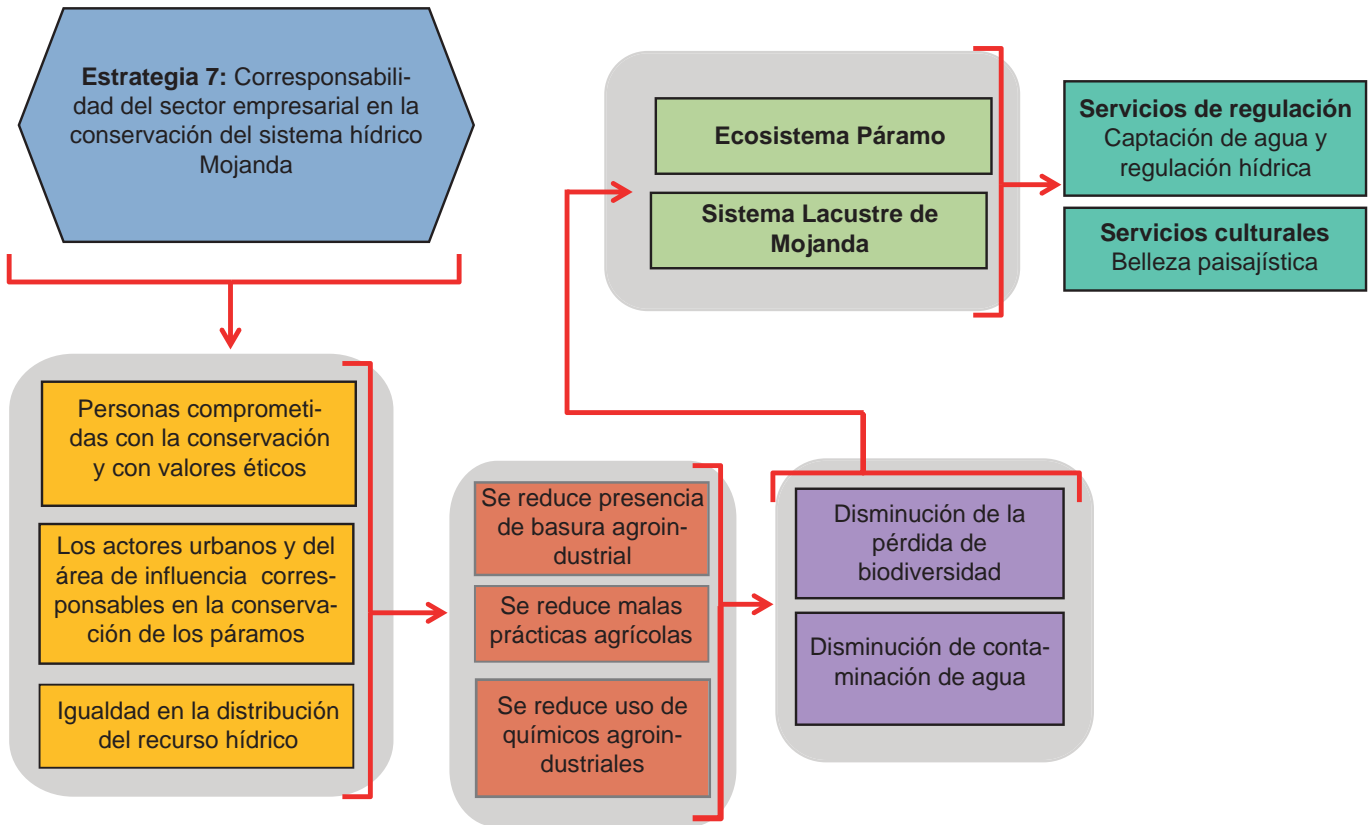 Estrategia 7: Corresponsabili-
dad del sector empresarial en la
conservación del sistema hídrico
Mojanda
Ecosistema Páramo
Sistema Lacustre de
Mojanda
Servicios de regulación
Captación de agua y
regulación hídrica
Servicios culturales
Belleza paisajística
Personas comprometi-
das con la conservación
y con valores éticos
Los actores urbanos y del
área de influencia corres-
ponsables en la conserva-
ción de los páramos
Igualdad en la distribución
del recurso hídrico
Se reduce presencia
de basura agroin-
dustrial
Se reduce malas
prácticas agrícolas
Se reduce uso de
químicos agroin-
dustriales
Disminución de la
pérdida de
biodiversidad
Disminución de conta-
minación de agua